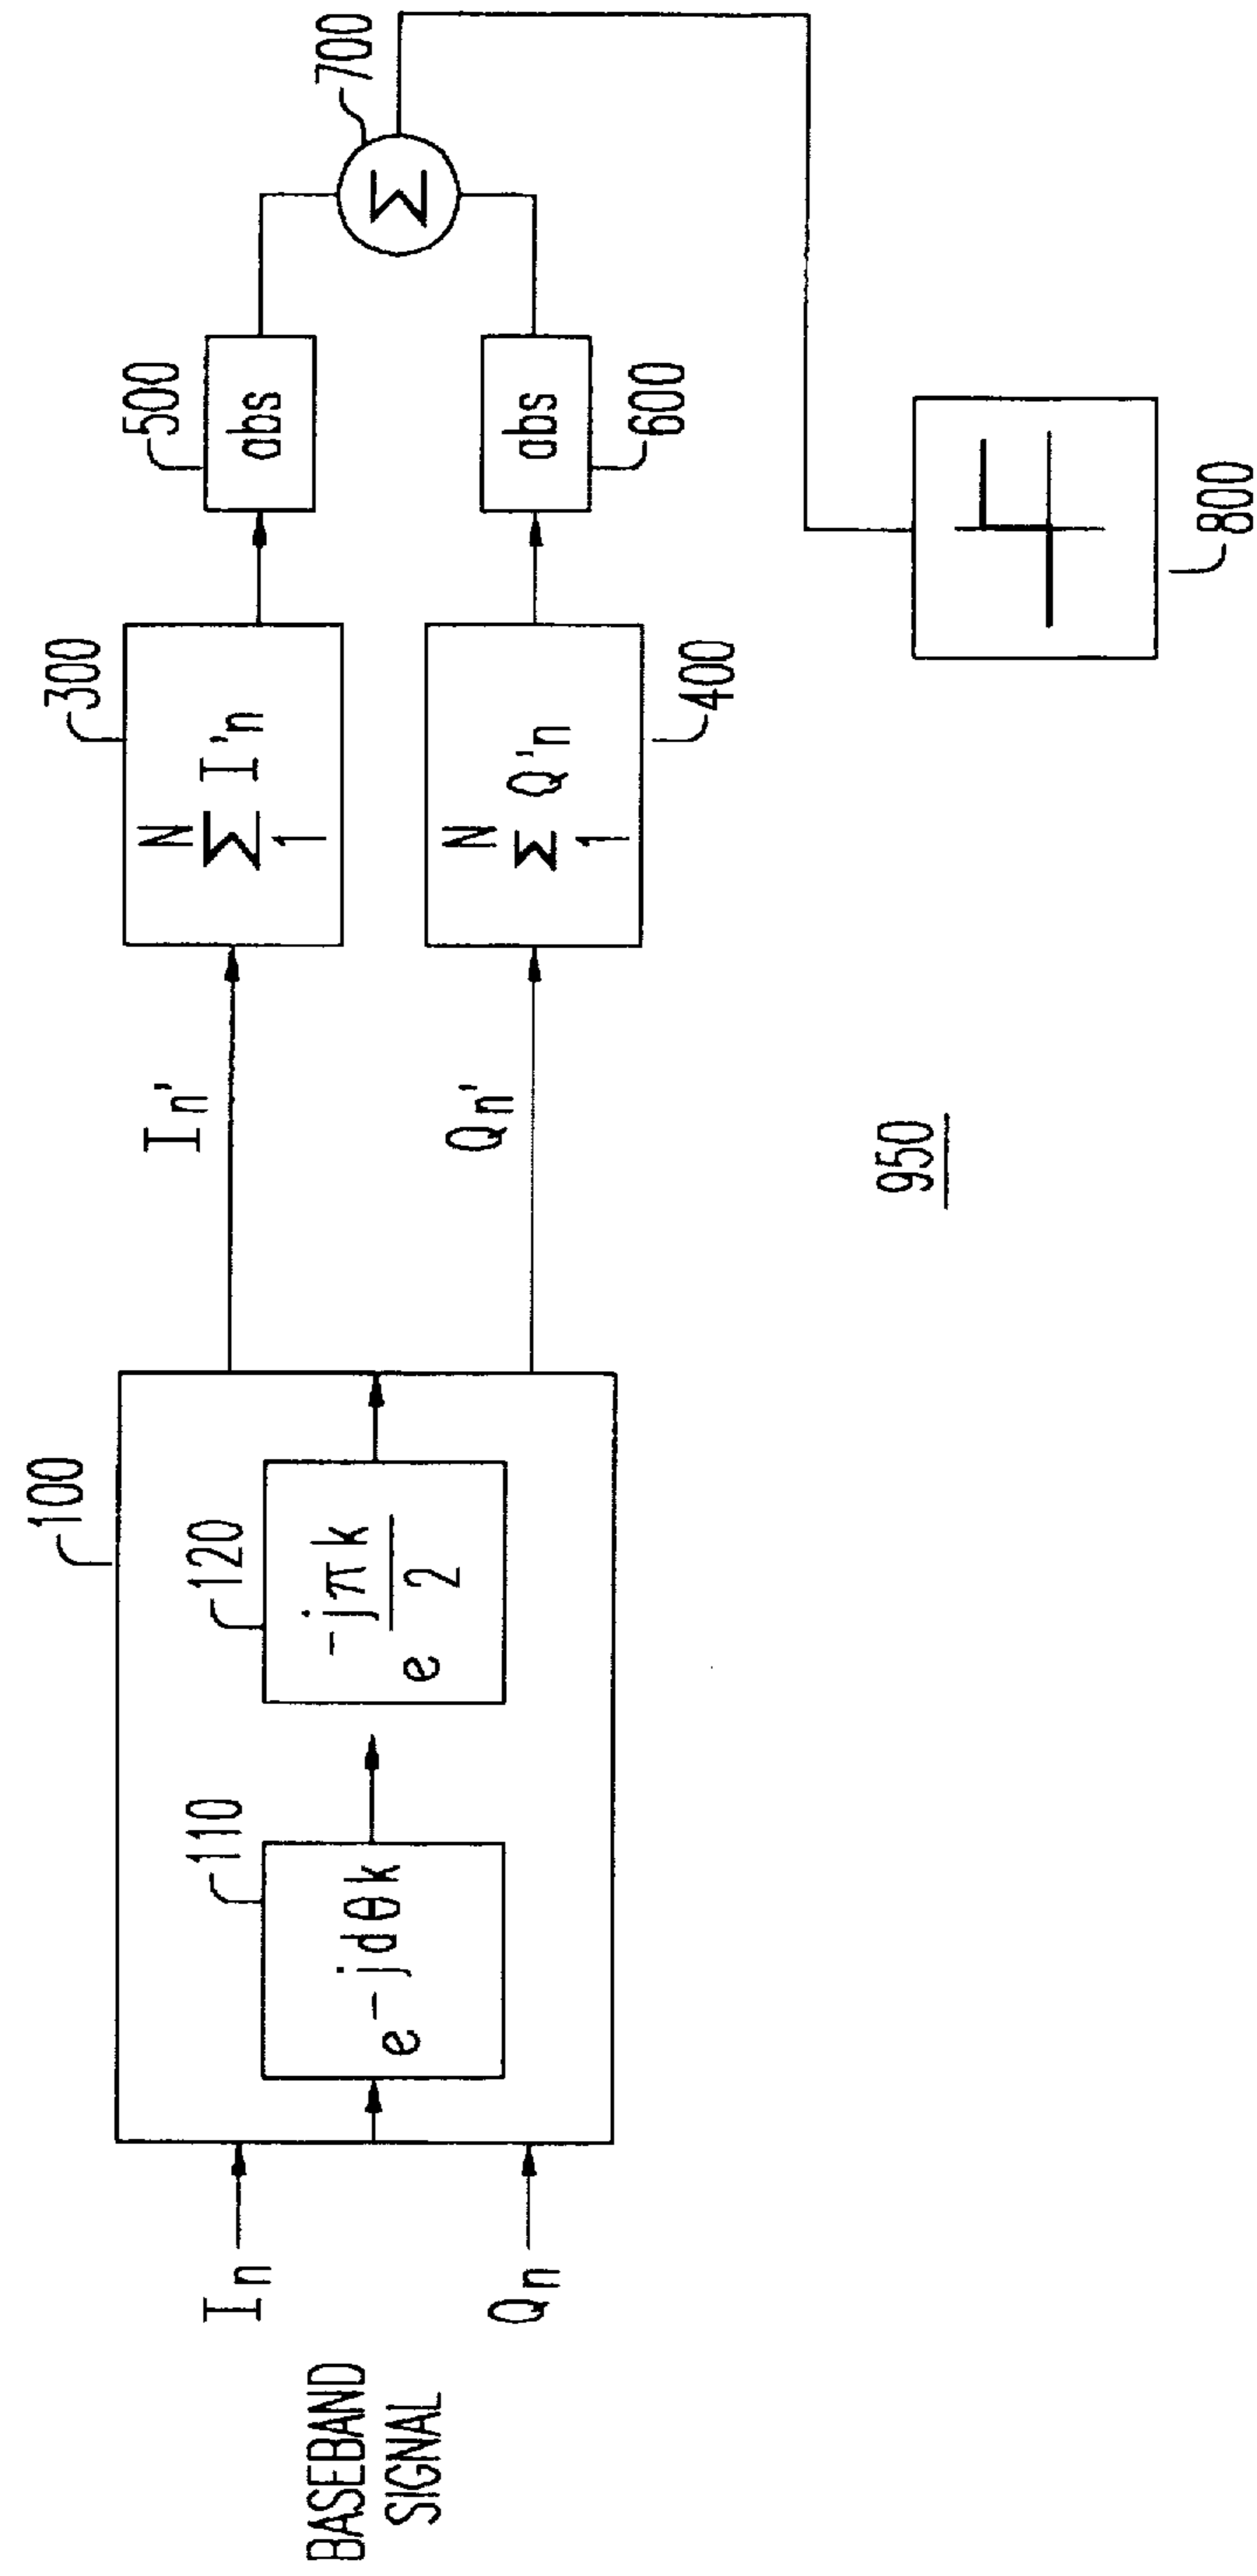 BASEBAND
SIGNAL
In
Qn
100
110
e^-jdθk
120
e^-jπk/2
In'
Qn'
300
N
Σ I'n
1
400
N
Σ Q'n
1
500
abs
600
abs
700
Σ
800
950